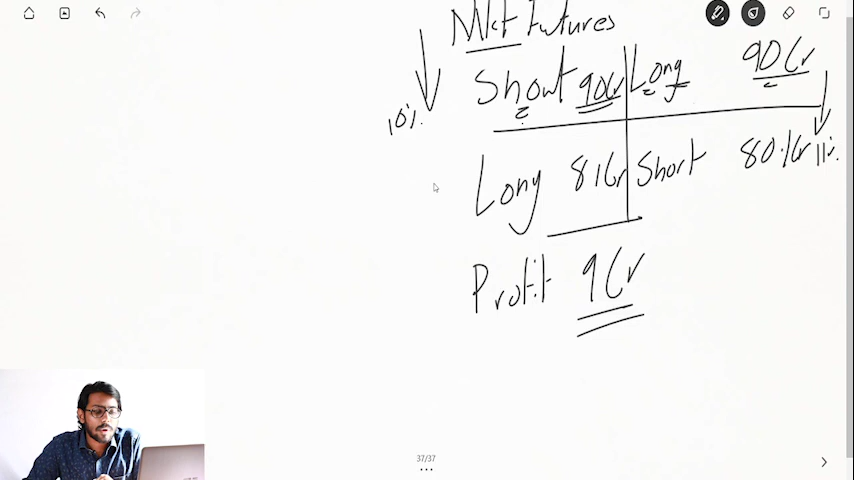 Mkt Futures
Short 90Cr Long 90Cr
10%.
Long 81Cr Short 80.1Cr 11%.
Profit 9Cr
37/37